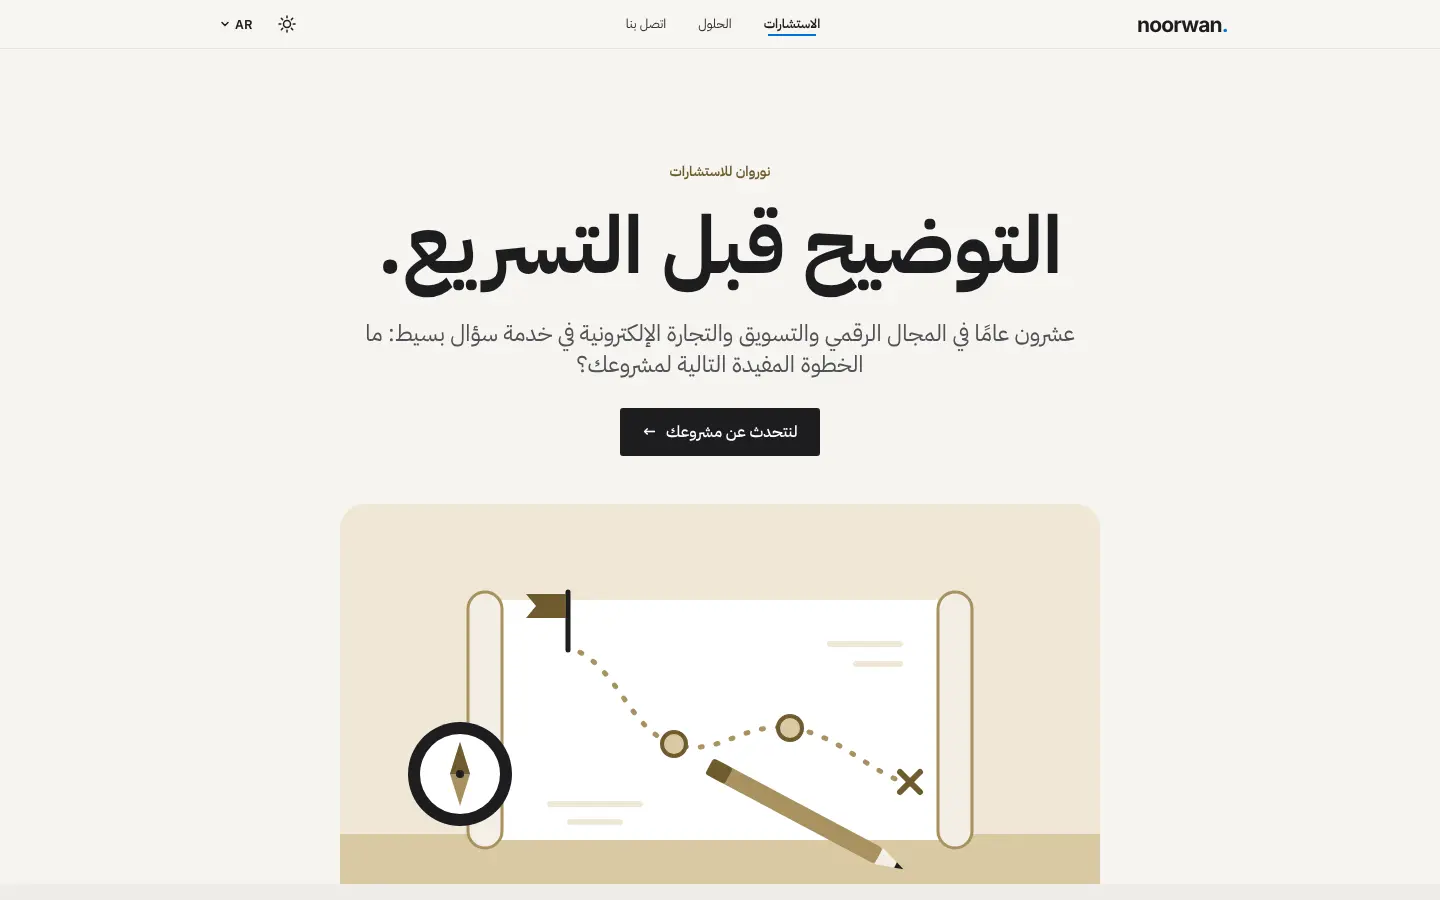 noorwan.
الاستشارات
الحلول
اتصل بنا
AR
نوروان للاستشارات
التوضيح قبل التسريع.
عشرون عامًا في المجال الرقمي والتسويق والتجارة الإلكترونية في خدمة سؤال بسيط: ما
الخطوة المفيدة التالية لمشروعك؟
لنتحدث عن مشروعك ←